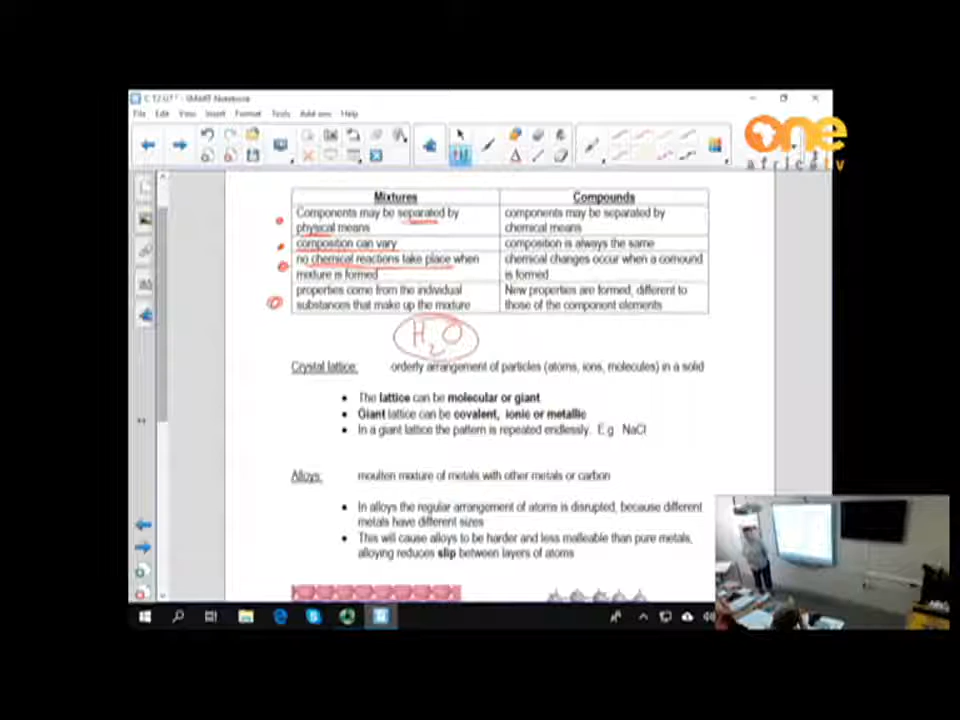 C 12.0
SMART Notebook
File Edit View Insert Format Tools Add-ons Help
one
africa tv
Mixtures Compounds
Components may be separated by physical means
components may be separated by chemical means
composition can vary
composition is always the same
no chemical reactions take place when mixture is formed
chemical changes occur when a comound is formed
properties come from the individual substances that make up the mixture
New properties are formed, different to those of the component elements
H₂O
Crystal lattice: orderly arrangement of particles (atoms, ions, molecules) in a solid
• The lattice can be molecular or giant
• Giant lattice can be covalent, ionic or metallic
• In a giant lattice the pattern is repeated endlessly. E.g NaCl
Alloys: moulten mixture of metals with other metals or carbon
• In alloys the regular arrangement of atoms is disrupted, because different
metals have different sizes
• This will cause alloys to be harder and less malleable than pure metals,
alloying reduces slip between layers of atoms